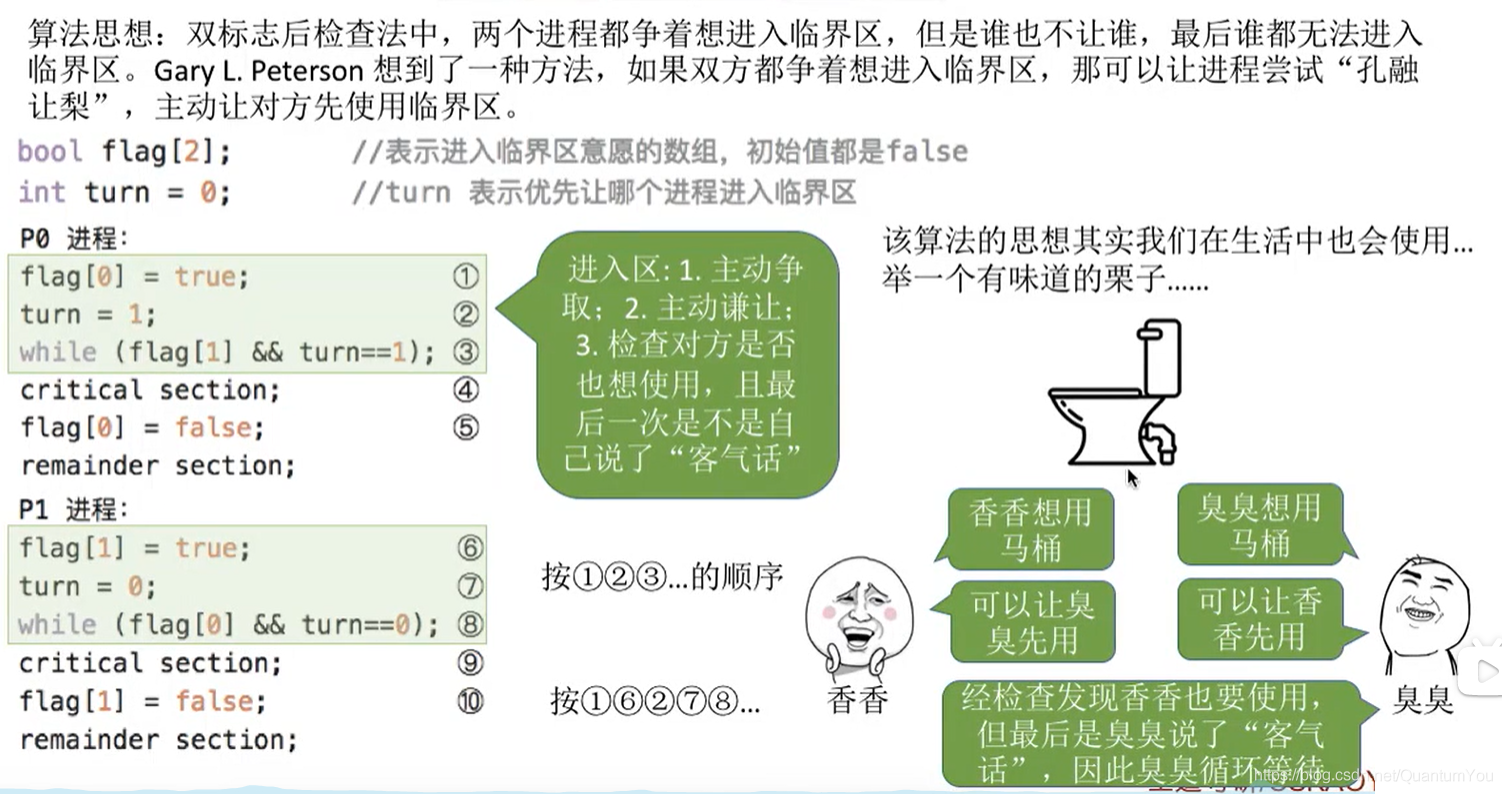 算法思想：双标志后检查法中，两个进程都争着想进入临界区，但是谁也不让谁，最后谁都无法进入
临界区。Gary L. Peterson 想到了一种方法，如果双方都争着想进入临界区，那可以让进程尝试“孔融
让梨”，主动让对方先使用临界区。
bool flag[2]; //表示进入临界区意愿的数组，初始值都是false
int turn = 0; //turn 表示优先让哪个进程进入临界区
P0 进程：
flag[0] = true; ①
turn = 1; ②
while (flag[1] && turn==1); ③
critical section; ④
flag[0] = false; ⑤
remainder section;
P1 进程：
flag[1] = true; ⑥
turn = 0; ⑦
while (flag[0] && turn==0); ⑧
critical section; ⑨
flag[1] = false; ⑩
remainder section;
进入区: 1. 主动争
取；2. 主动谦让；
3. 检查对方是否
也想使用，且最
后一次是不是自
己说了“客气话”
该算法的思想其实我们在生活中也会使用...
举一个有味道的栗子......
按①②③...的顺序
按①⑥②⑦⑧...
香香想用
马桶
可以让臭
臭先用
香香
臭臭想用
马桶
可以让香
香先用
臭臭
经检查发现香香也要使用，
但最后是臭臭说了“客气
话”，因此臭臭循环等待
https://blog.csdn.net/QuantumYou